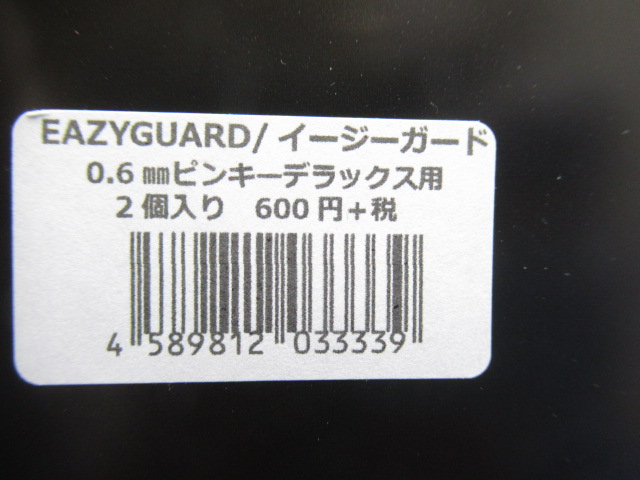 EAZYGUARD/イージーガード
0.6㎜ピンキーデラックス用
2個入り 600円+税
4 589812 033339